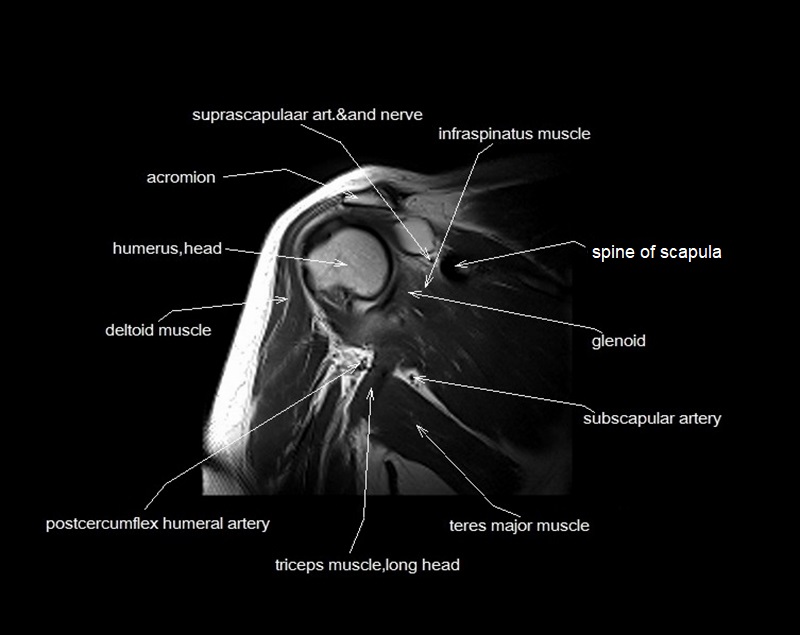 suprascapulaar art.&and nerve
infraspinatus muscle
acromion
humerus,head
spine of scapula
deltoid muscle
glenoid
subscapular artery
postcercumflex humeral artery
teres major muscle
triceps muscle,long head